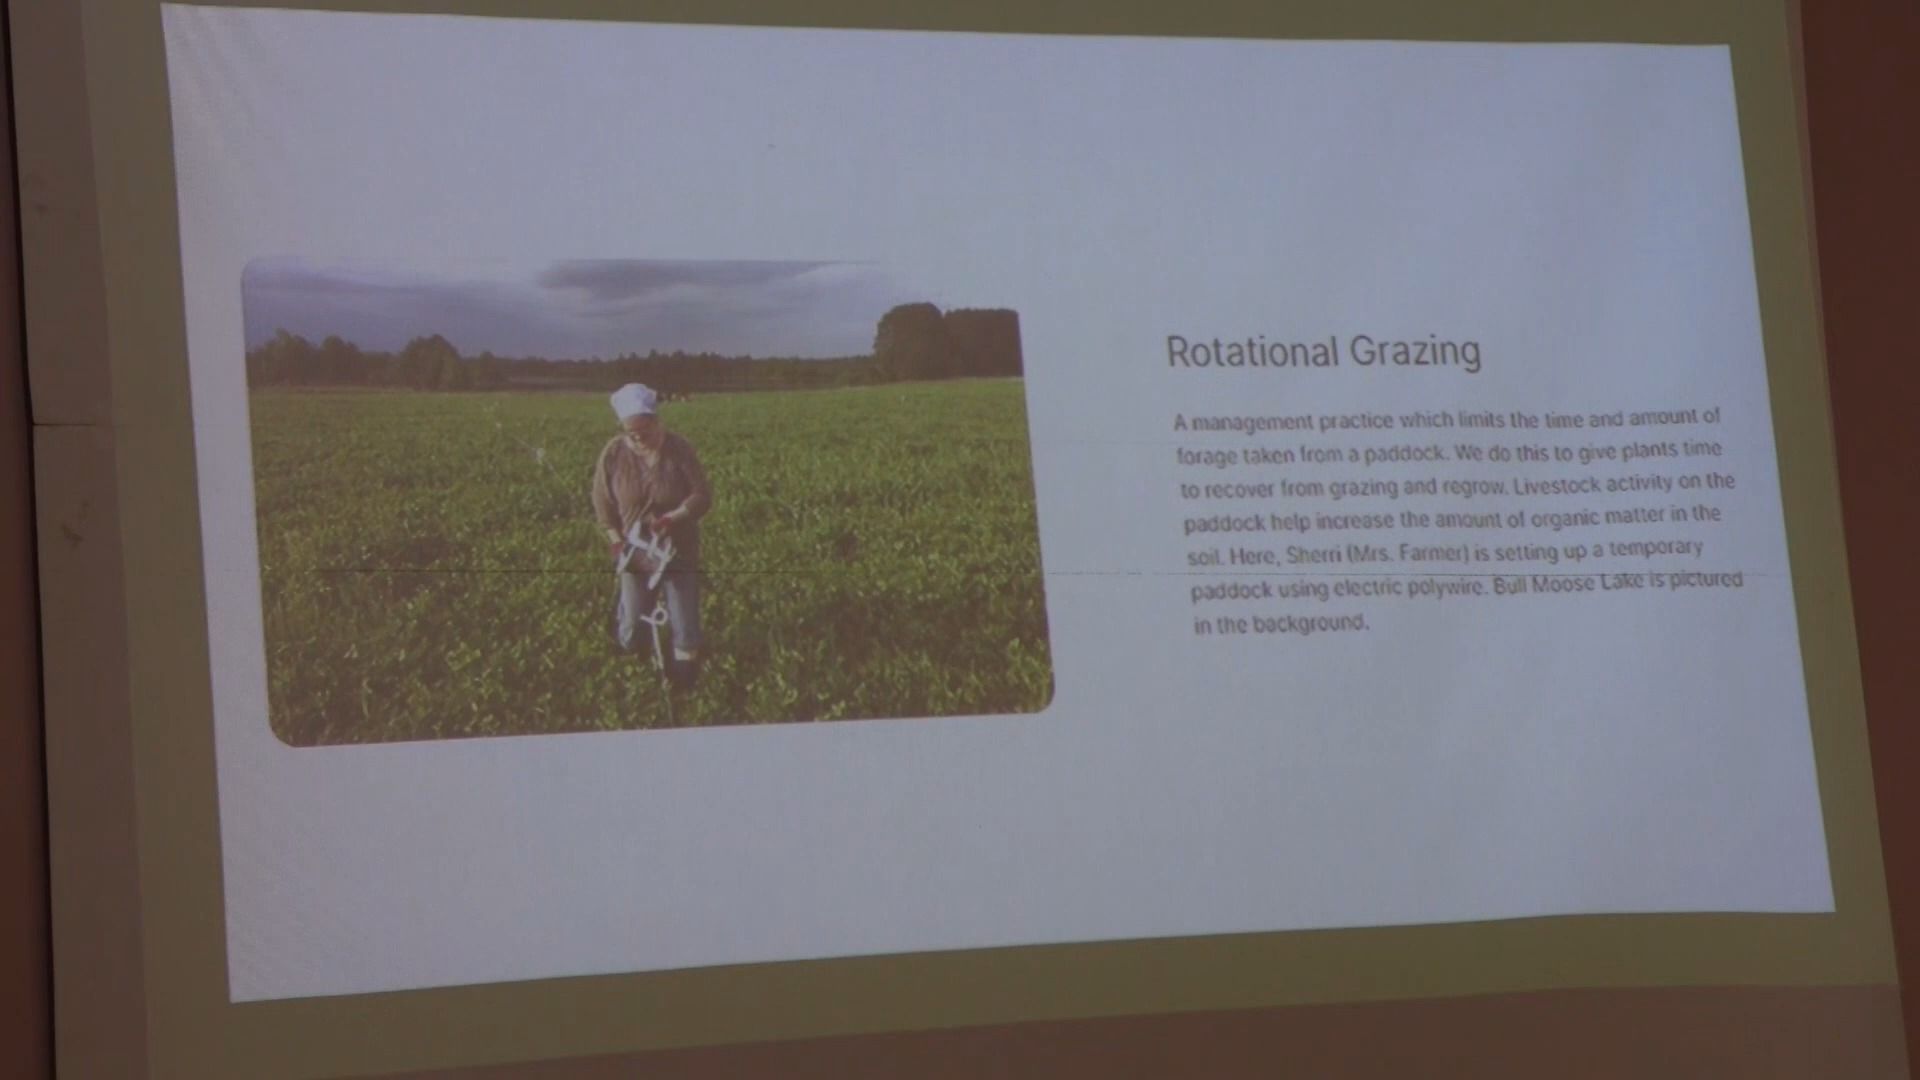 Rotational Grazing
A management practice which limits the time and amount of
forage taken from a paddock. We do this to give plants time
to recover from grazing and regrow. Livestock activity on the
paddock help increase the amount of organic matter in the
soil. Here, Sherri (Mrs. Farmer) is setting up a temporary
paddock using electric polywire. Bull Moose Lake is pictured
in the background.